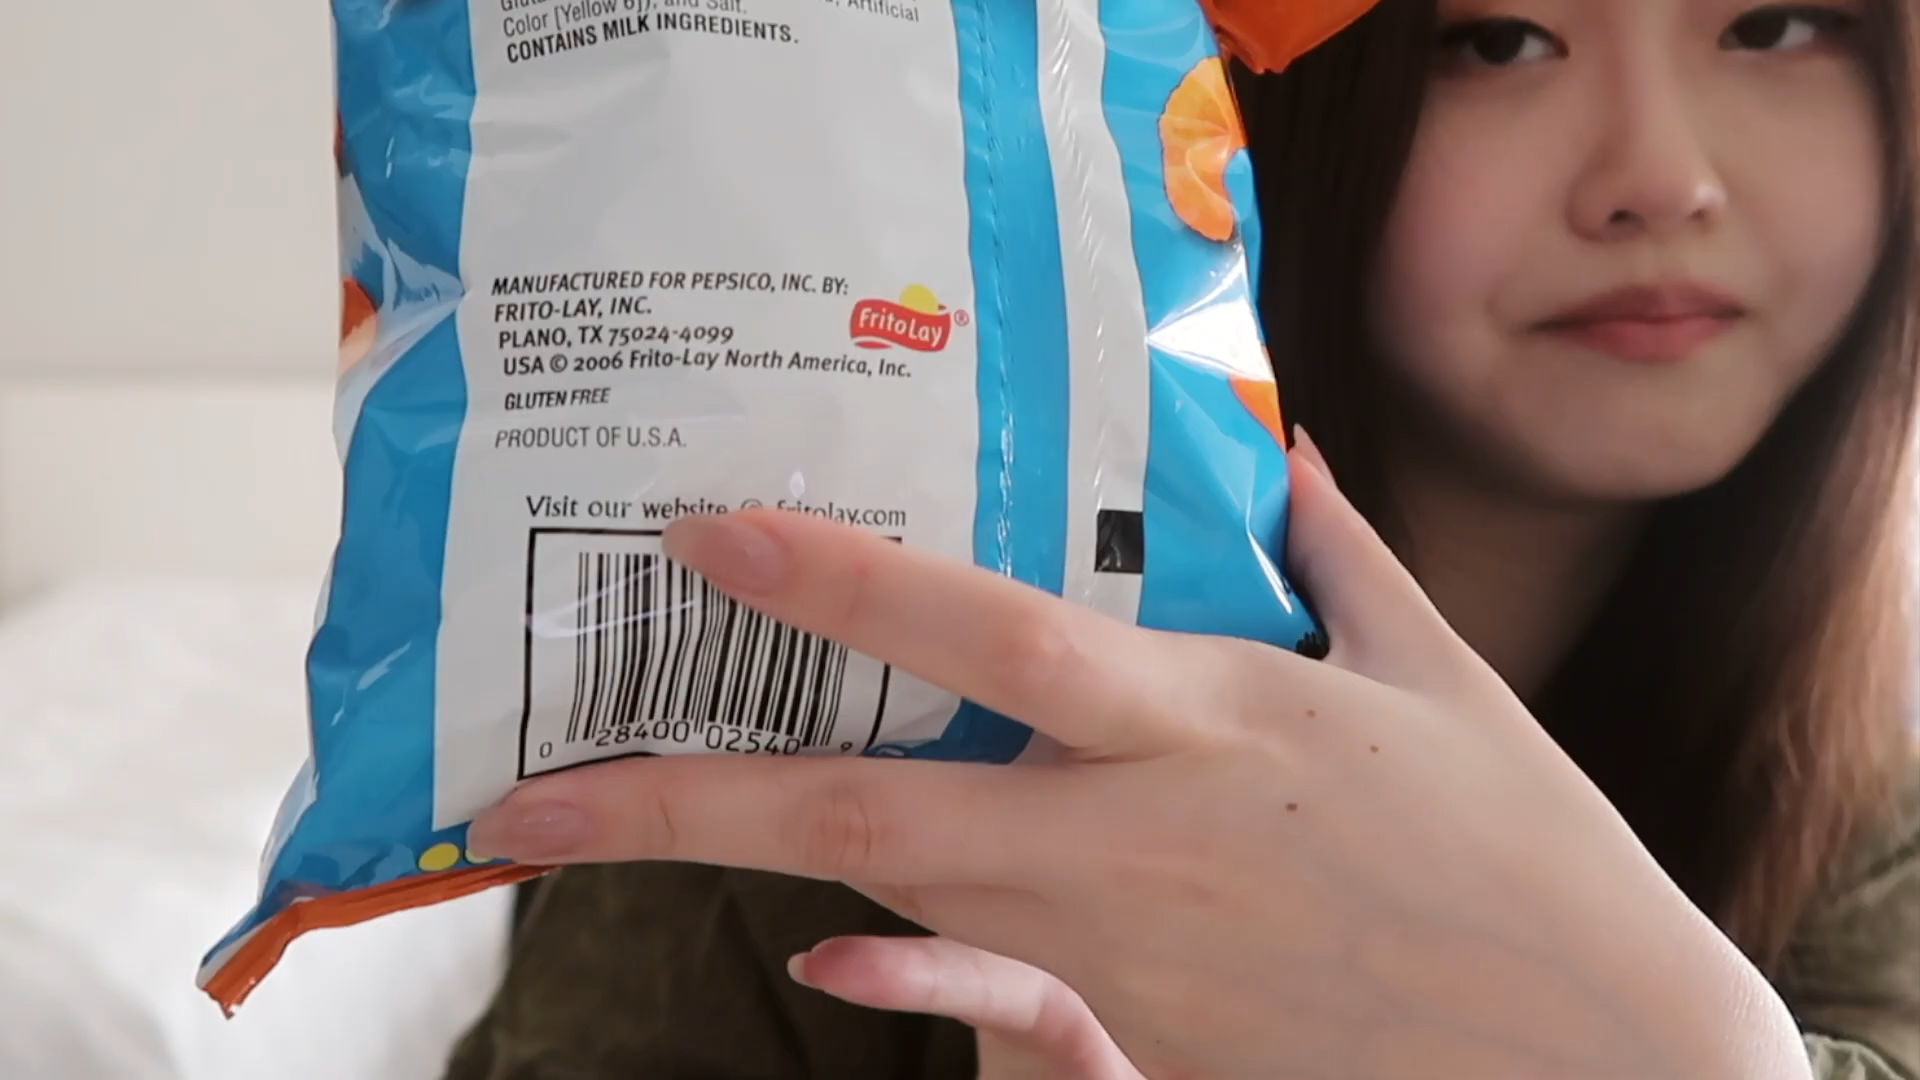 Color [Yellow 6]), and Salt.
Artificial
CONTAINS MILK INGREDIENTS.
MANUFACTURED FOR PEPSICO, INC. BY:
FRITO-LAY, INC.
PLANO, TX 75024-4099
USA © 2006 Frito-Lay North America, Inc.
FritoLay®
GLUTEN FREE
PRODUCT OF U.S.A.
Visit our website @ fritolay.com
0 28400 02540 9